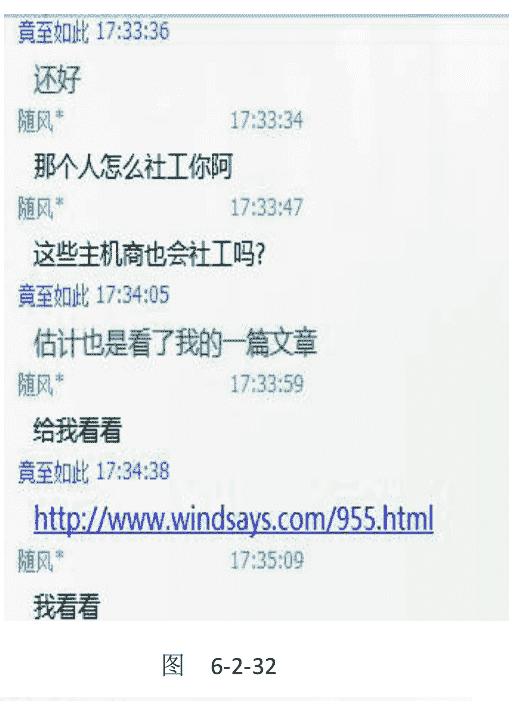 竟至如此 17:33:36
还好
随风* 17:33:34
那个人怎么社工你阿
随风* 17:33:47
这些主机商也会社工吗?
竟至如此 17:34:05
估计也是看了我的一篇文章
随风* 17:33:59
给我看看
竟至如此 17:34:38
http://www.windsays.com/955.html
随风* 17:35:09
我看看
图 6-2-32